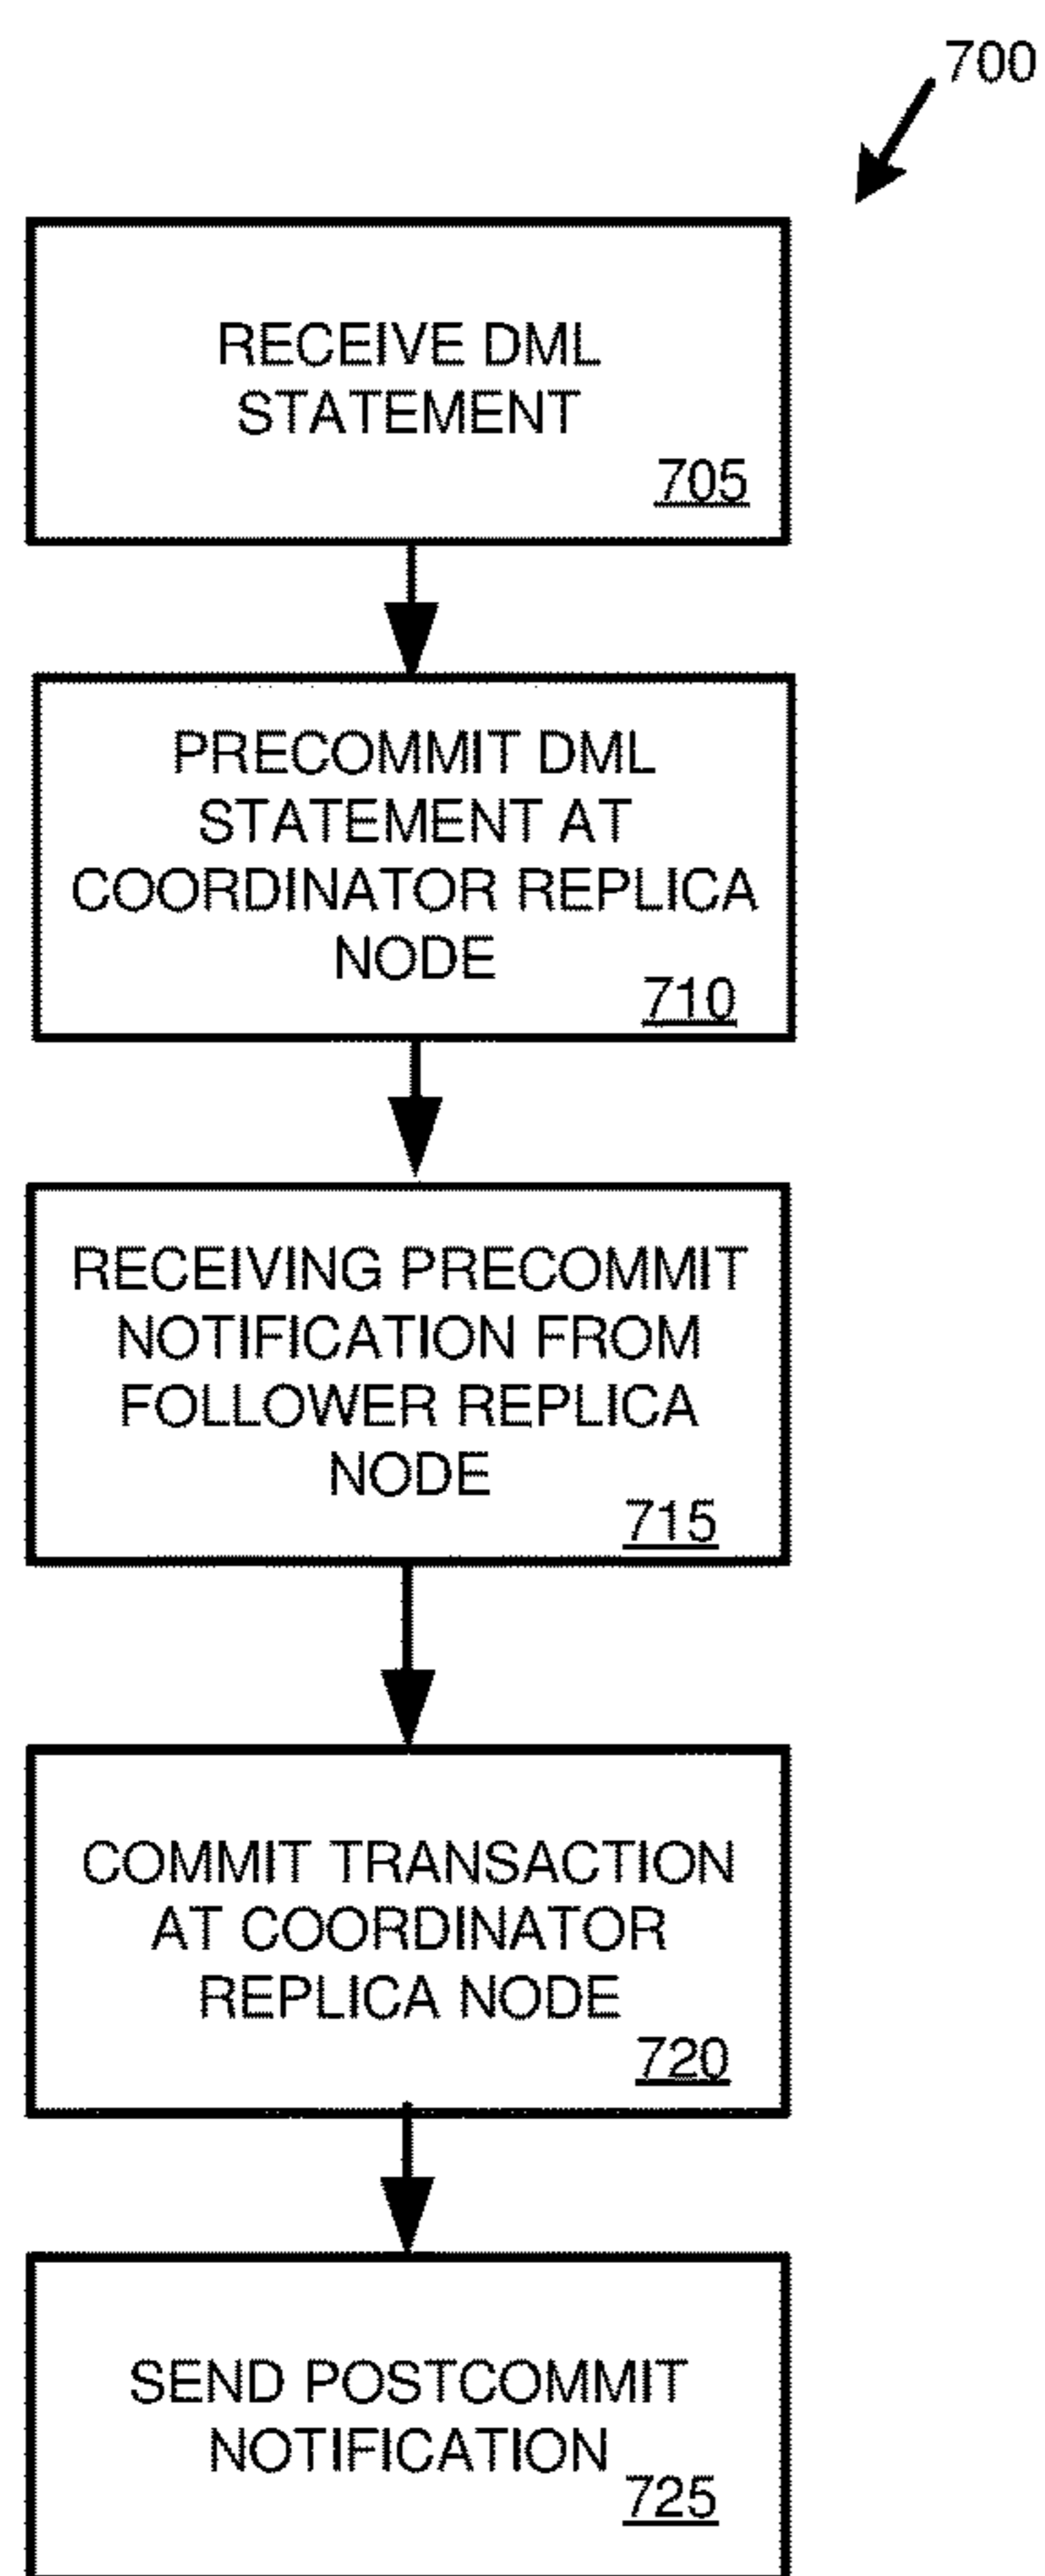 700
RECEIVE DML
STATEMENT
705
PRECOMMIT DML
STATEMENT AT
COORDINATOR REPLICA
NODE
710
RECEIVING PRECOMMIT
NOTIFICATION FROM
FOLLOWER REPLICA
NODE
715
COMMIT TRANSACTION
AT COORDINATOR
REPLICA NODE
720
SEND POSTCOMMIT
NOTIFICATION
725